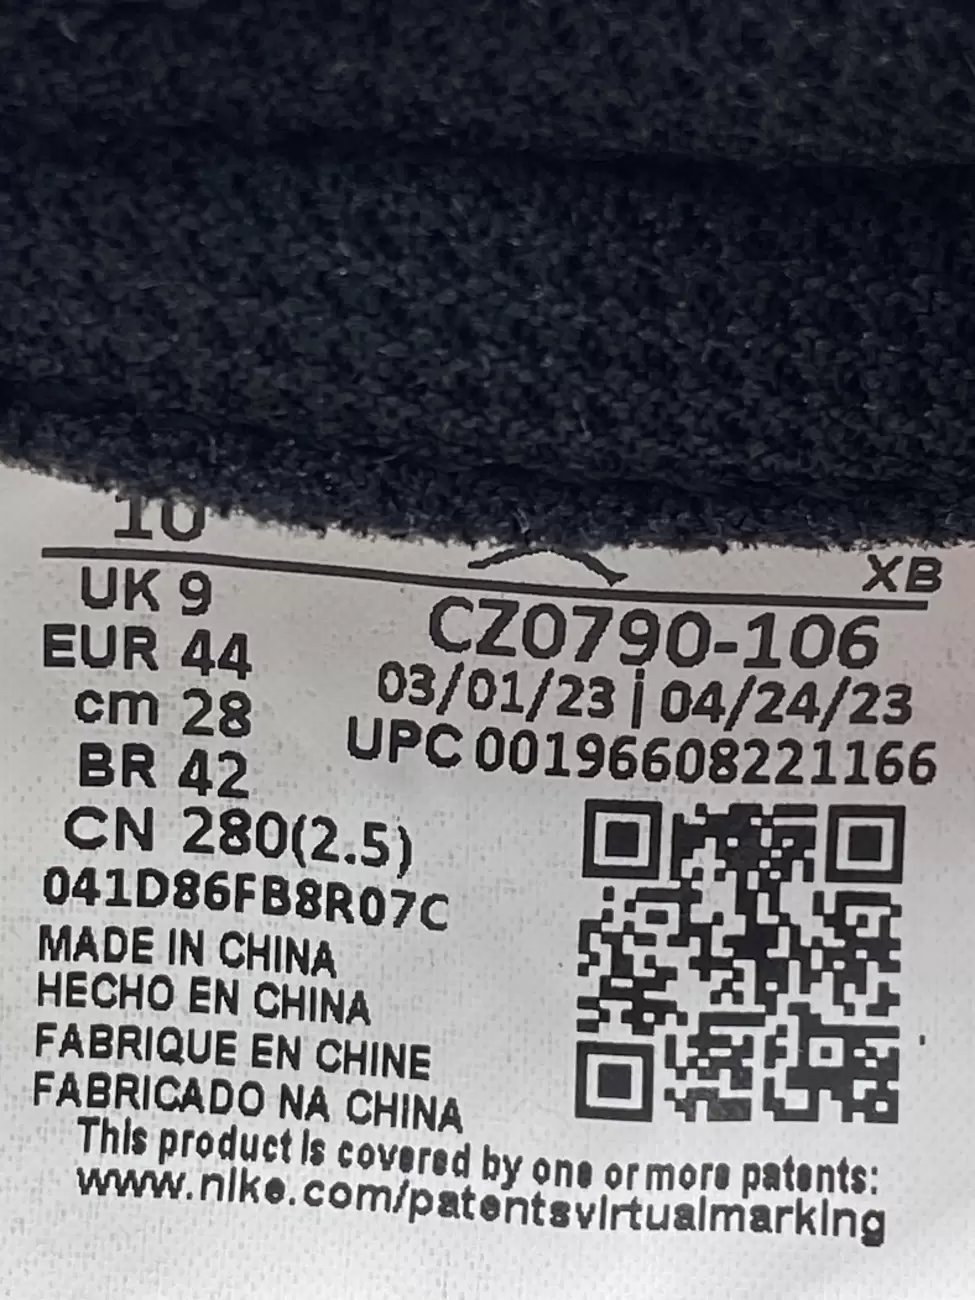 10
XB
UK 9
EUR 44
cm 28
BR 42
CN 280(2.5)
CZ0790-106
03/01/23 | 04/24/23
UPC 00196608221166
041D86FB8R07C
MADE IN CHINA
HECHO EN CHINA
FABRIQUE EN CHINE
FABRICADO NA CHINA
This product is covered by one or more patents:
www.nike.com/patentsvirtualmarking